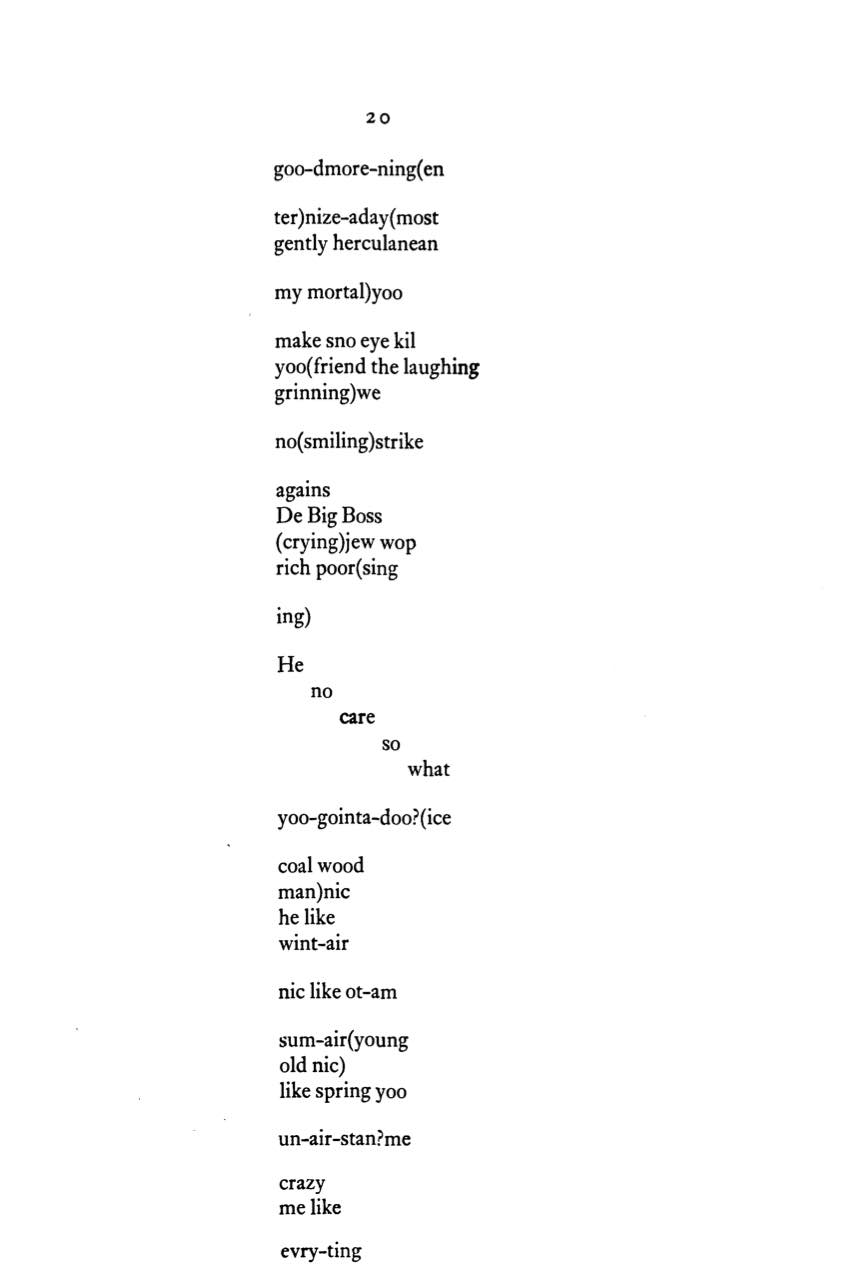 20
goo-dmore-ning(en
ter)nize-aday(most
gently herculanean
my mortal)yoo
make sno eye kil
yoo(friend the laughing
grinning)we
no(smiling)strike
agains
De Big Boss
(crying)jew wop
rich poor(sing
ing)
He
no
care
so
what
yoo-gointa-doo?(ice
coal wood
man)nic
he like
wint-air
nic like ot-am
sum-air(young
old nic)
like spring yoo
un-air-stan?me
crazy
me like
evry-ting